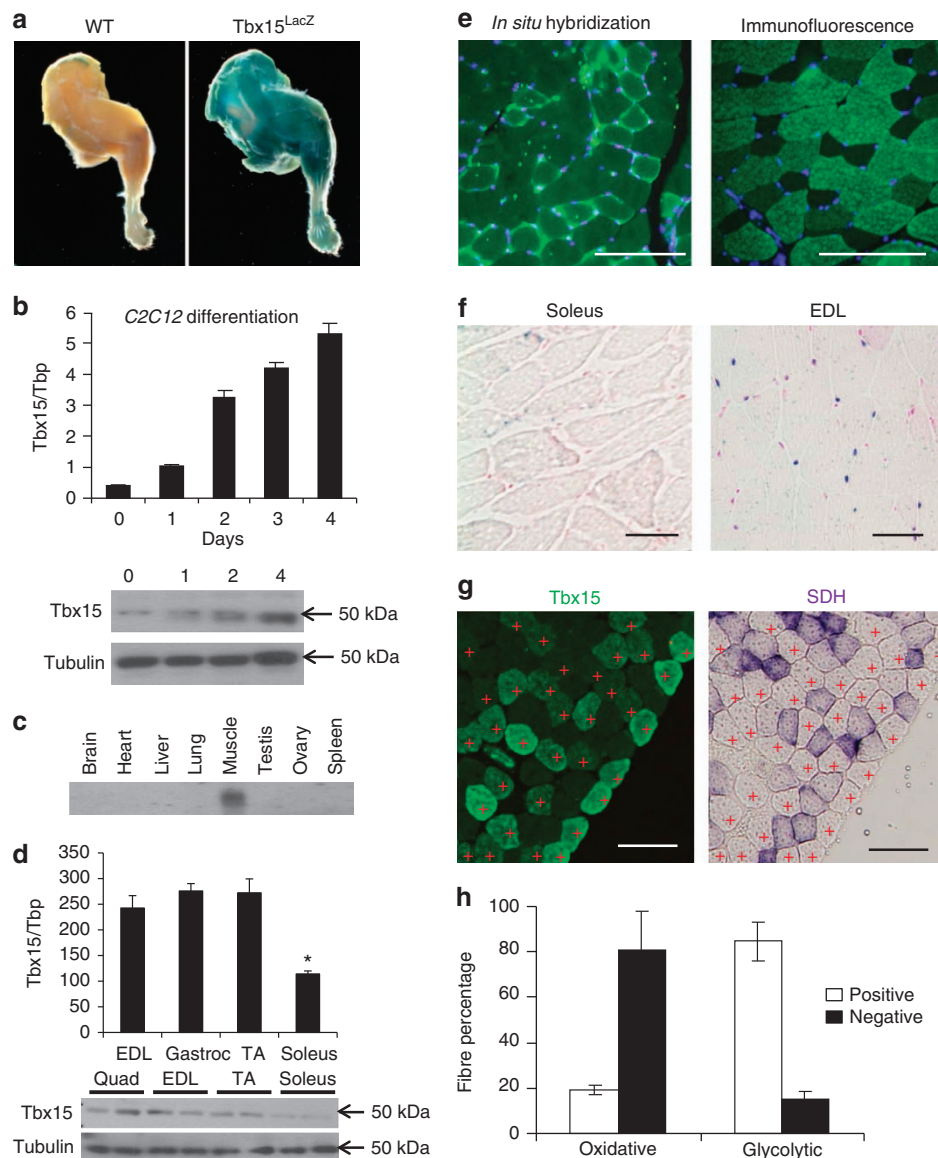 a
WT
Tbx15LacZ
b
C2C12 differentiation
Tbx15/Tbp
6
5
4
3
2
1
0
0 1 2 3 4
Days
0 1 2 4
Tbx15
50 kDa
Tubulin
50 kDa
c
Brain
Heart
Liver
Lung
Muscle
Testis
Ovary
Spleen
d
Tbx15/Tbp
350
300
250
200
150
100
50
0
*
EDL Gastroc TA Soleus
Quad EDL TA Soleus
Tbx15
50 kDa
Tubulin
50 kDa
e
In situ hybridization
Immunofluorescence
f
Soleus
EDL
g
Tbx15
SDH
h
Fibre percentage
100
80
60
40
20
0
Oxidative Glycolytic
Positive
Negative